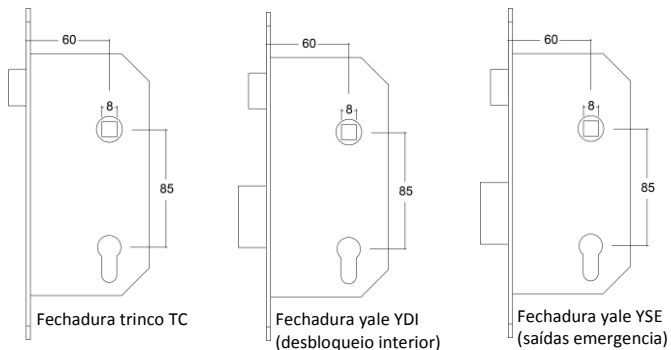 60
8
85
Fechadura trinco TC
60
8
85
Fechadura yale YDI
(desbloqueio interior)
60
8
85
Fechadura yale YSE
(saídas emergencia)